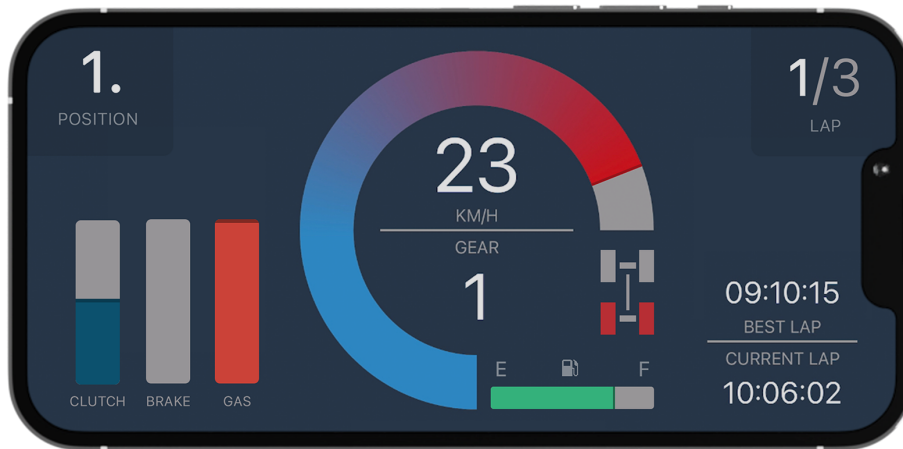 1.
POSITION
1/3
LAP
23
KM/H
GEAR
1
CLUTCH
BRAKE
GAS
E
F
09:10:15
BEST LAP
CURRENT LAP
10:06:02